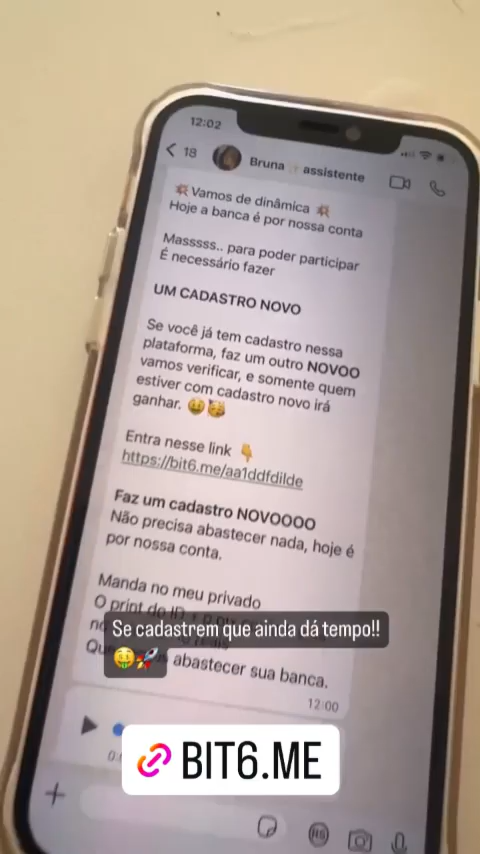 12:02
18
Bruna assistente
💥Vamos de dinâmica 💥
Hoje a banca é por nossa conta
Masssss.. para poder participar
É necessário fazer
UM CADASTRO NOVO
Se você já tem cadastro nessa
plataforma, faz um outro NOVOO
vamos verificar, e somente quem
estiver com cadastro novo irá
ganhar. 🤑🥳
Entra nesse link 👇
https://bit6.me/aa1ddfdilde
Faz um cadastro NOVOOOO
Não precisa abastecer nada, hoje é
por nossa conta.
Manda no meu privado
O print do ID
Se cadastrem que ainda dá tempo!!
🤑🚀
abastecer sua banca.
12:00
BIT6.ME